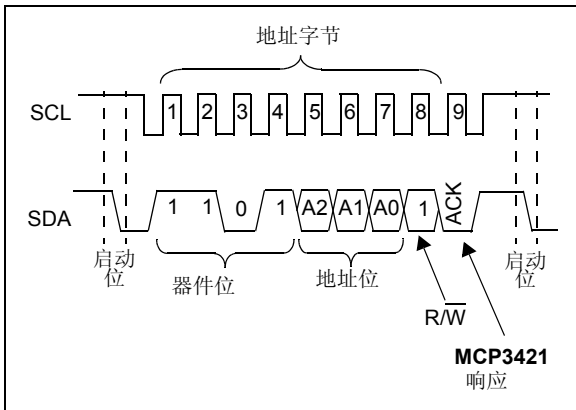 地址字节
SCL 1 2 3 4 5 6 7 8 9
SDA 1 1 0 1 A2 A1 A0 1 ACK
启动位
器件位
地址位
启动位
R/W̅
MCP3421
响应